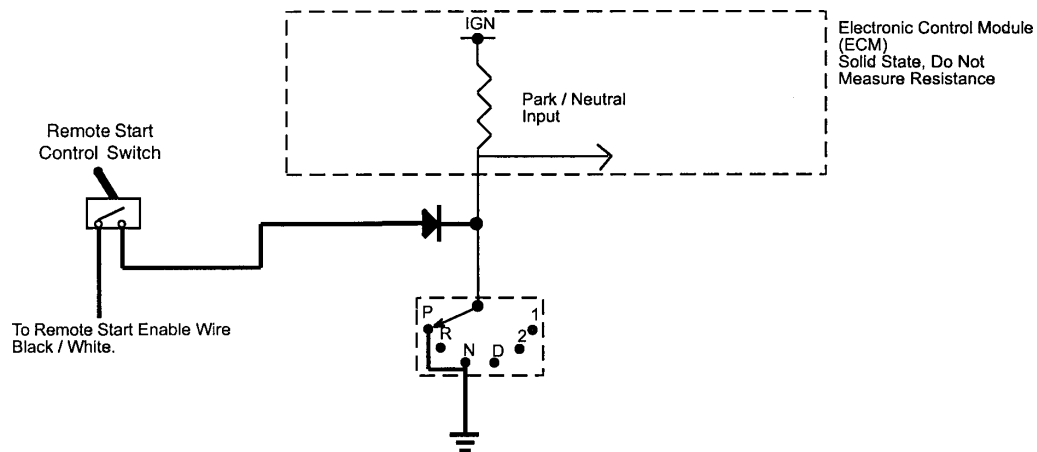 IGN
Electronic Control Module
(ECM)
Solid State, Do Not
Measure Resistance
Park / Neutral
Input
Remote Start
Control Switch
To Remote Start Enable Wire
Black / White.
P
R
N
D
2
1